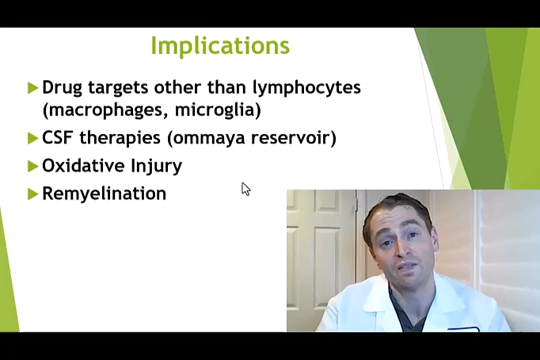 Implications
Drug targets other than lymphocytes
(macrophages, microglia)
CSF therapies (ommaya reservoir)
Oxidative Injury
Remyelination